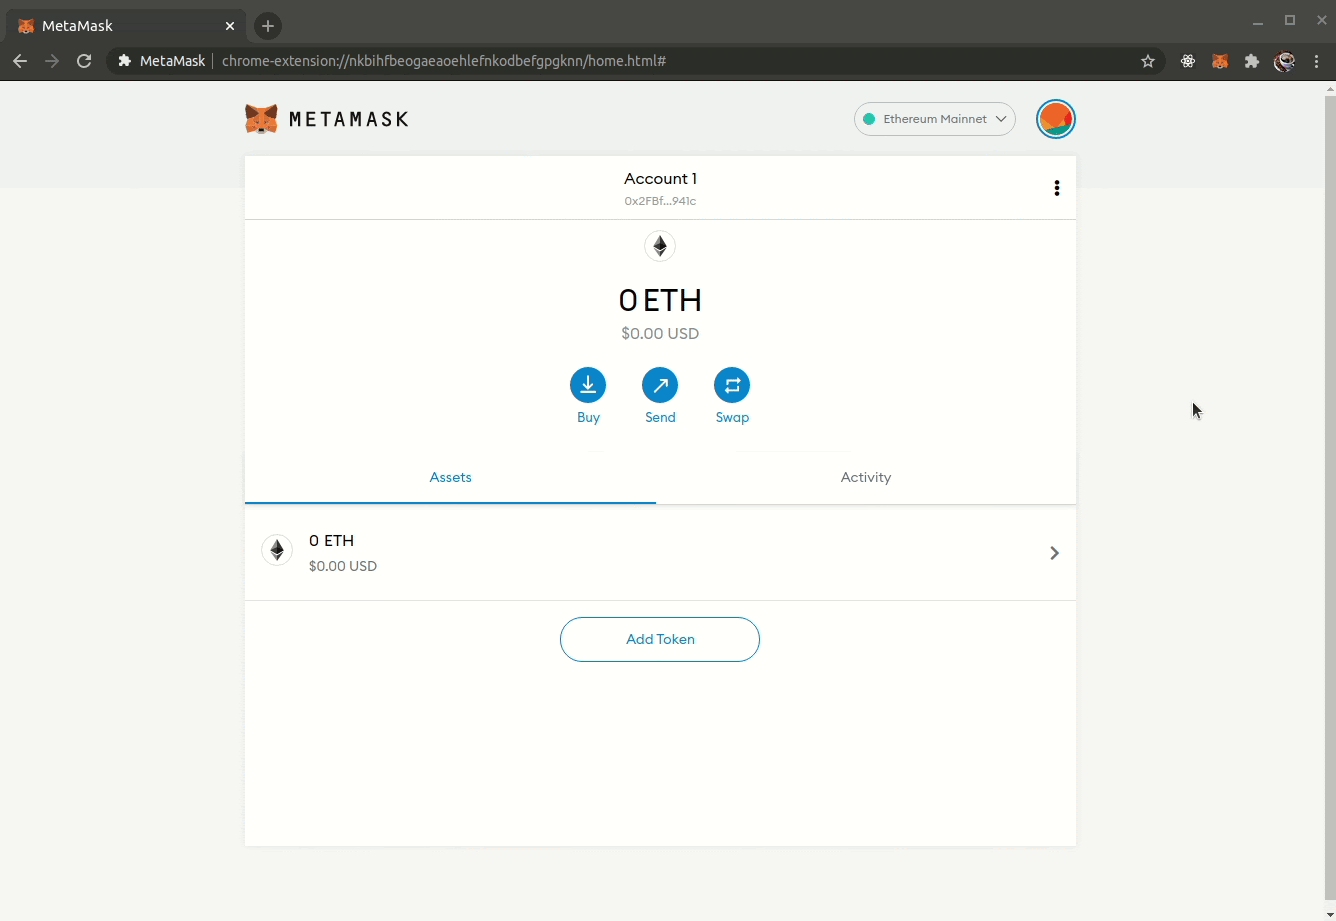 MetaMask
MetaMask chrome-extension://nkbihfbeogaeaoehlefnkodbefgpgknn/home.html#
METAMASK
Ethereum Mainnet
Account 1
0x2FBf...941c
0 ETH
$0.00 USD
Buy Send Swap
Assets Activity
0 ETH
$0.00 USD
Add Token